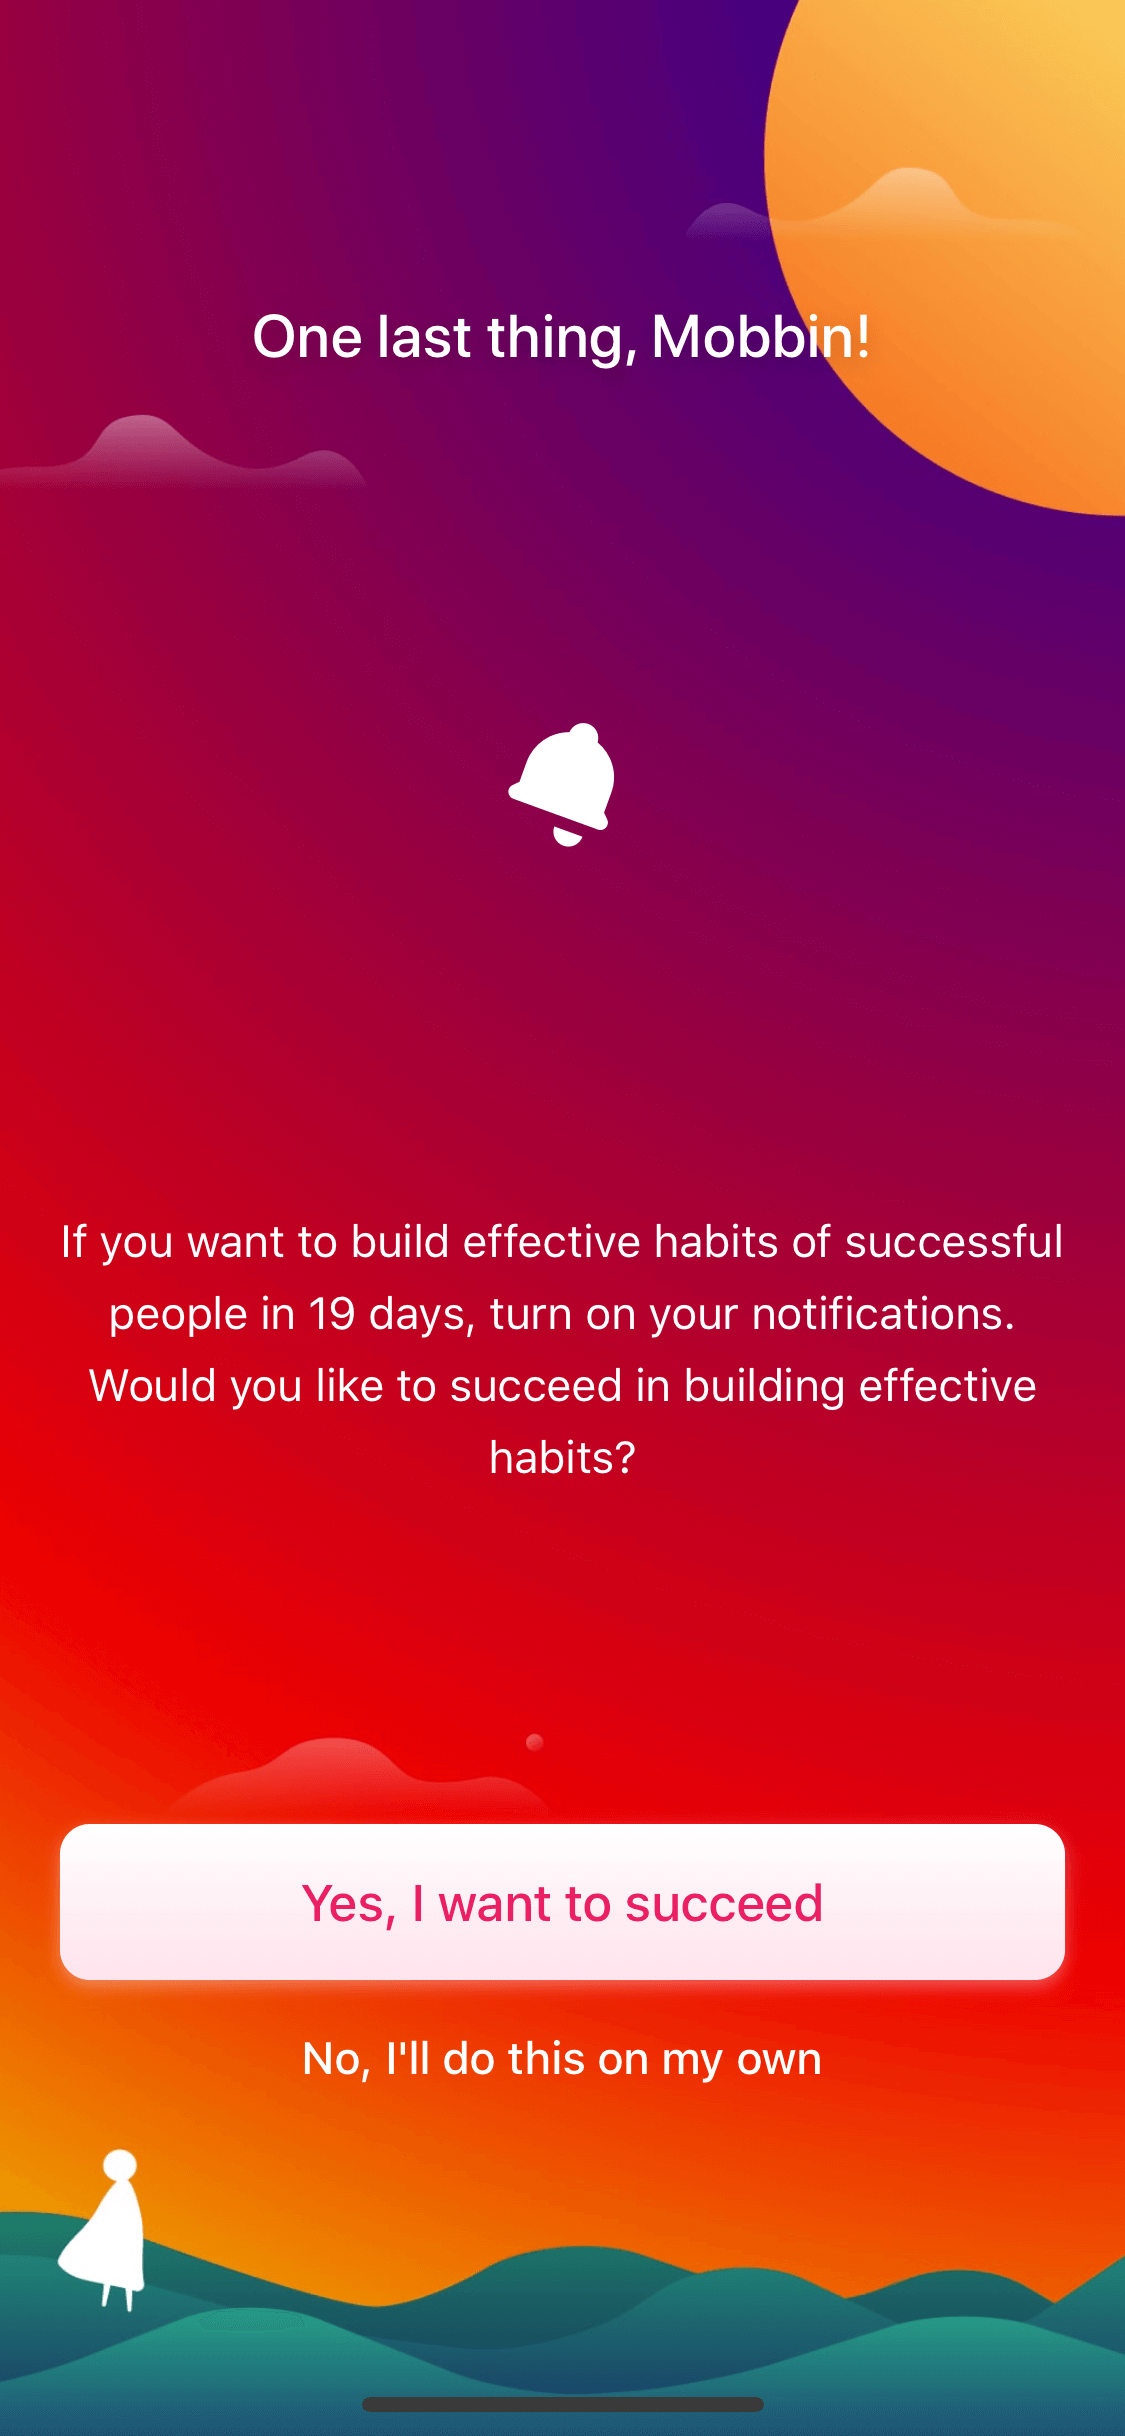 One last thing, Mobbin!
If you want to build effective habits of successful
people in 19 days, turn on your notifications.
Would you like to succeed in building effective
habits?
Yes, I want to succeed
No, I'll do this on my own